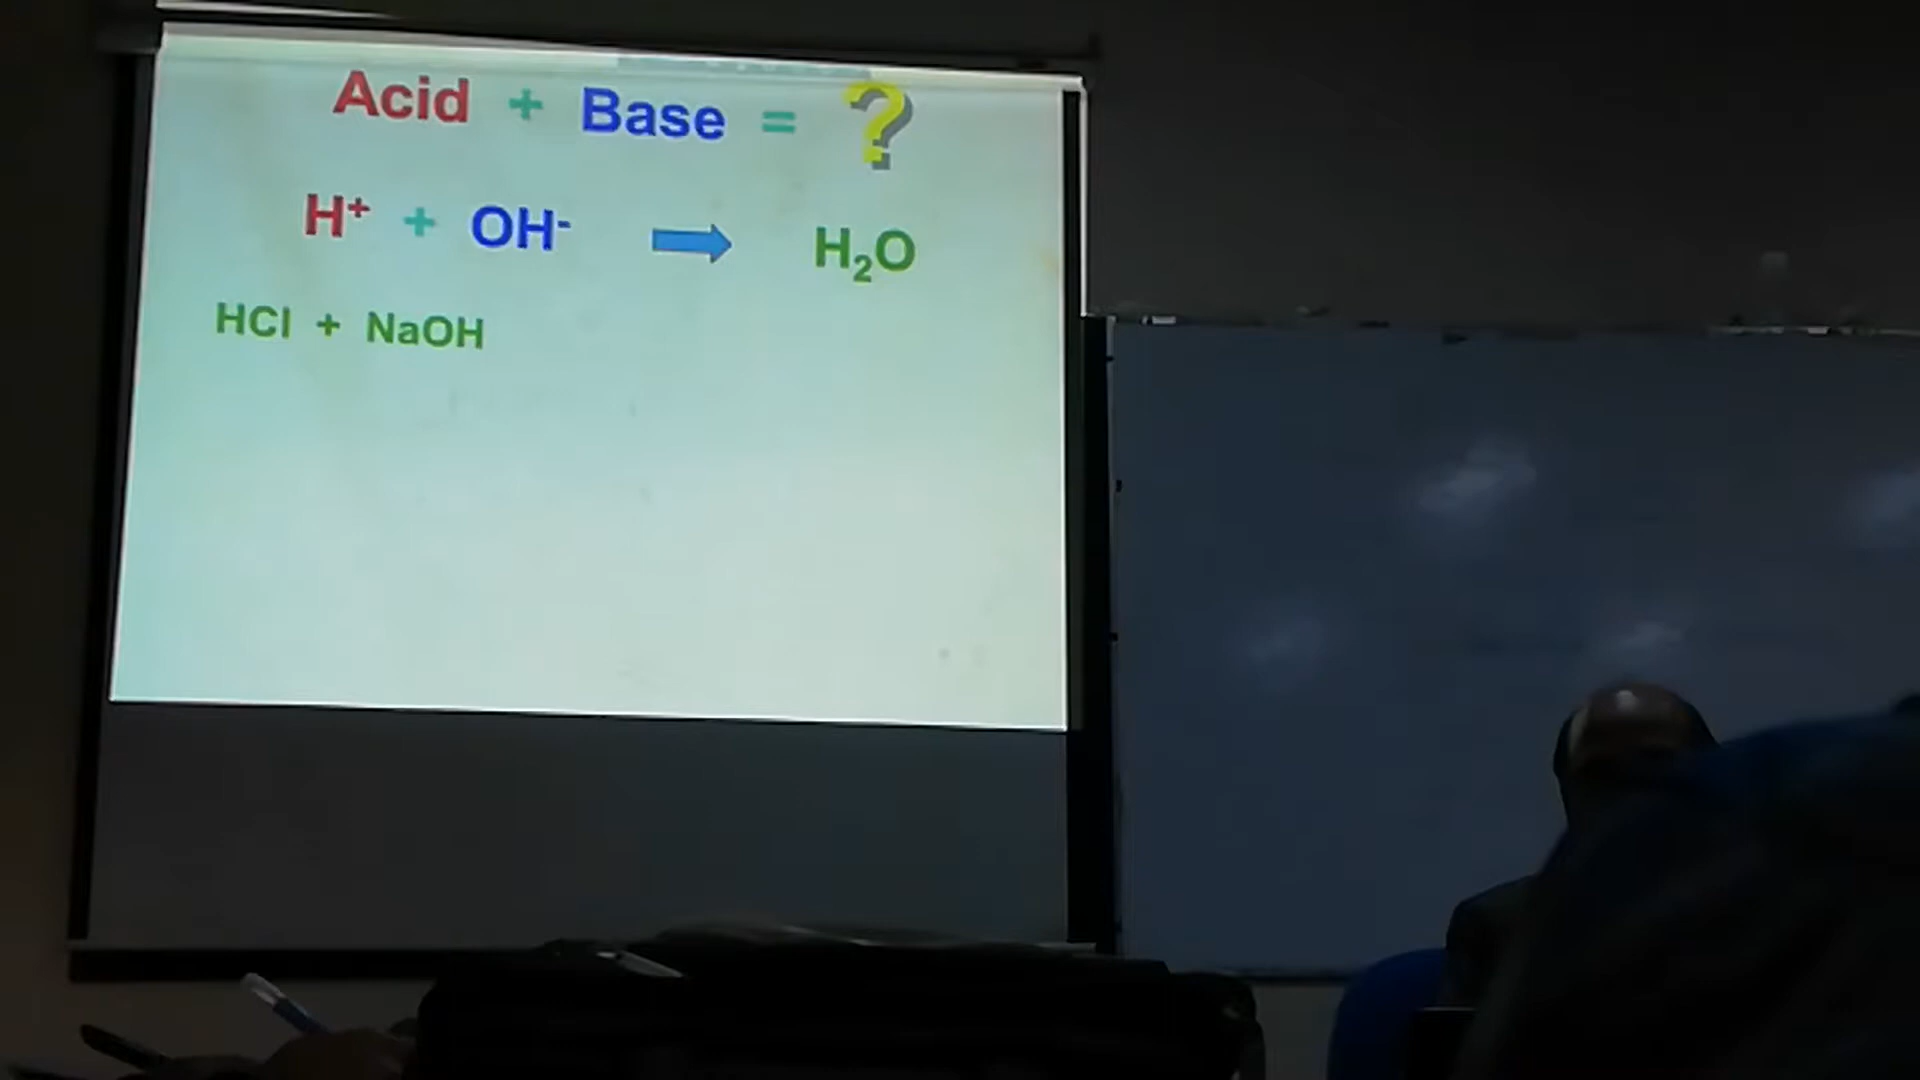 Acid + Base = ?
H⁺ + OH⁻ ➡ H₂O
HCl + NaOH